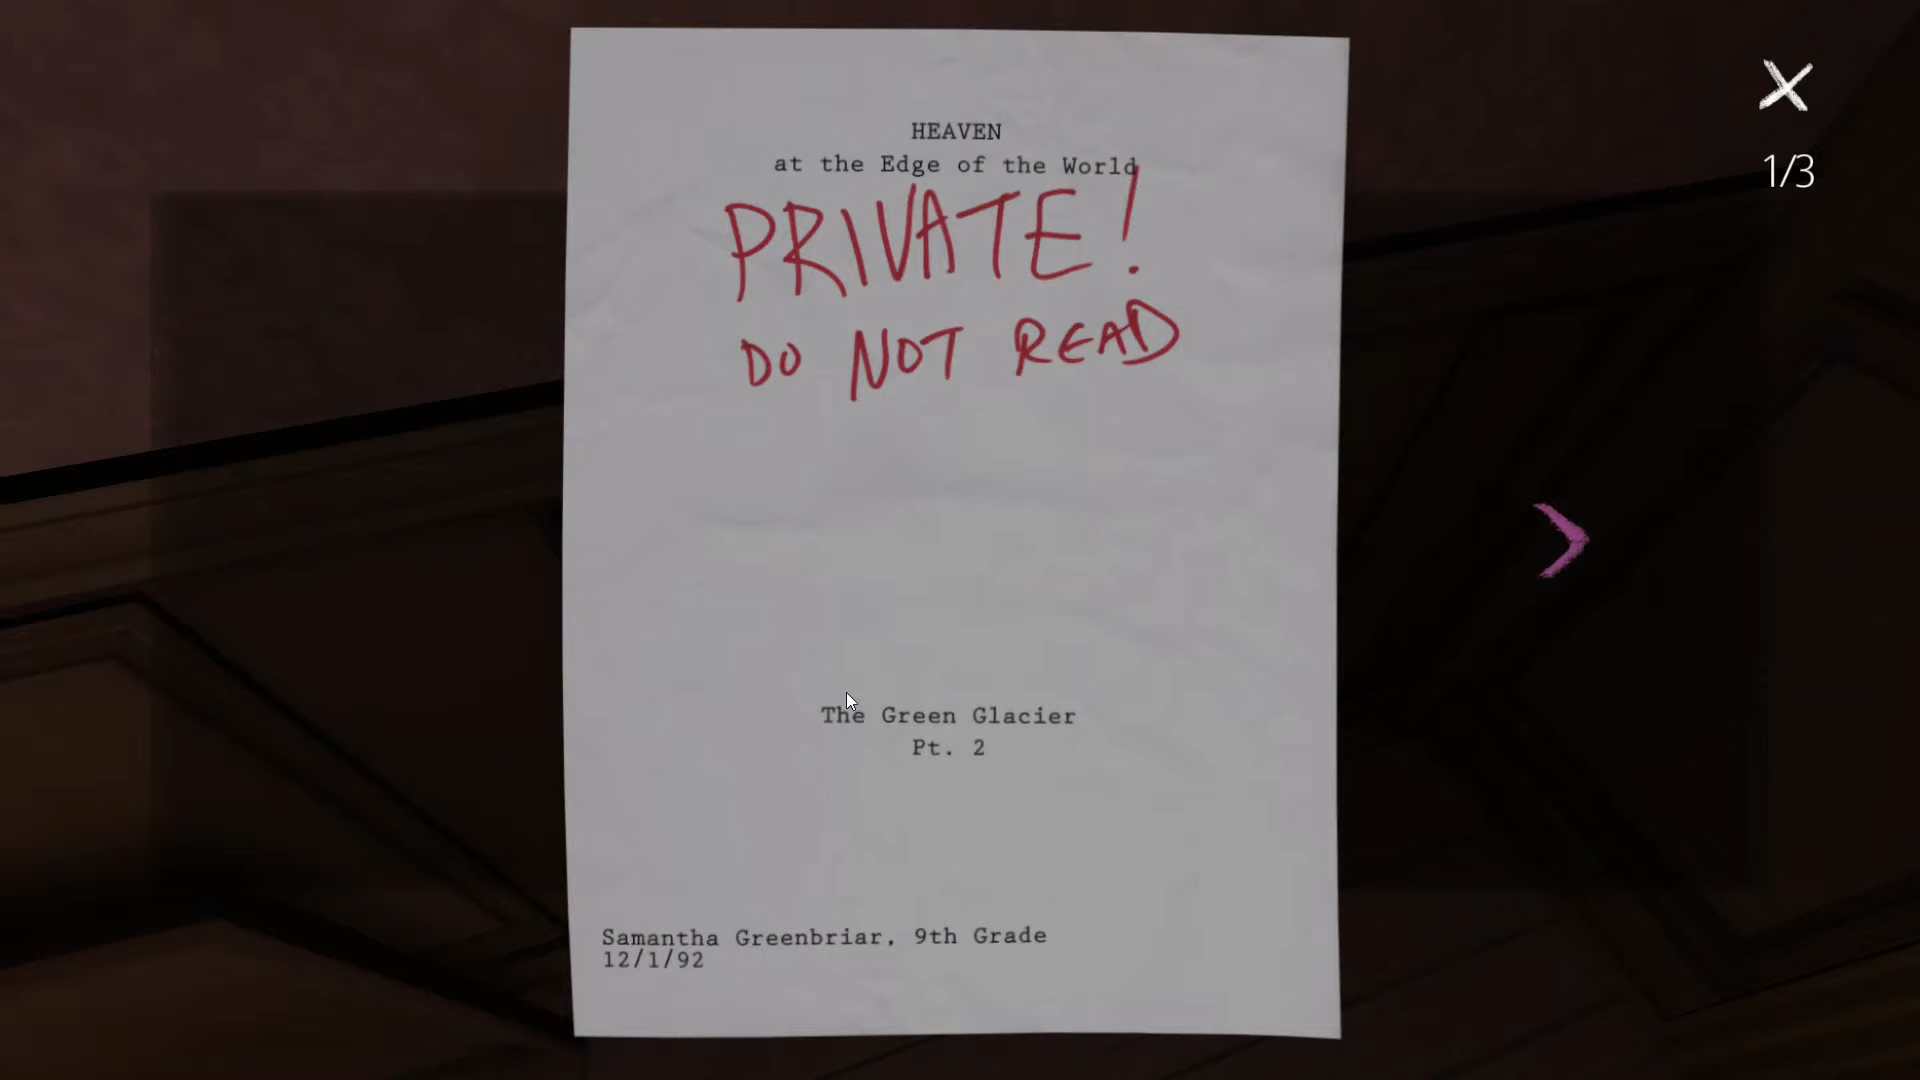 HEAVEN
at the Edge of the World
PRIVATE!
DO NOT READ
The Green Glacier
Pt. 2
Samantha Greenbriar, 9th Grade
12/1/92
1/3